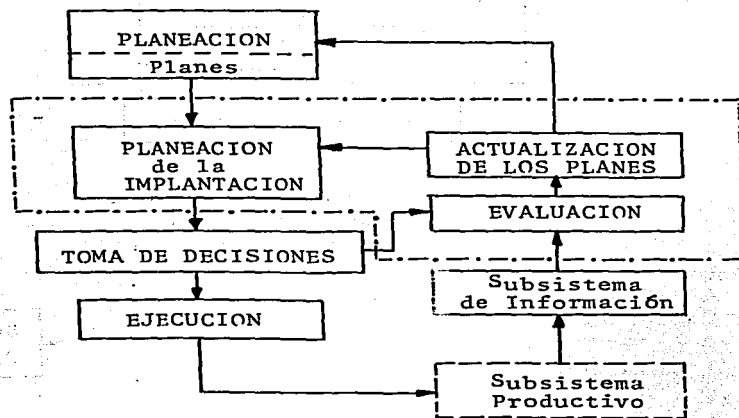 PLANEACION
Planes
PLANEACION
de la
IMPLANTACION
ACTUALIZACION
DE LOS PLANES
EVALUACION
TOMA DE DECISIONES
Subsistema
de Información
EJECUCION
Subsistema
Productivo